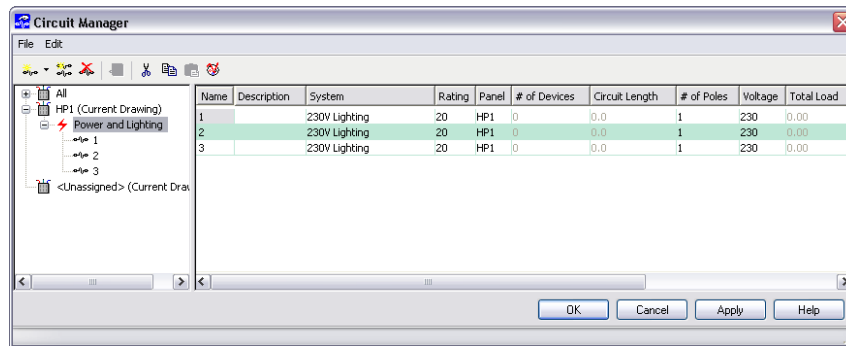 Circuit Manager
File Edit
All
HP1 (Current Drawing)
Power and Lighting
1
2
3
<Unassigned> (Current Drav
Name Description System Rating Panel # of Devices Circuit Length # of Poles Voltage Total Load
1 230V Lighting 20 HP1 0 0.0 1 230 0.00
2 230V Lighting 20 HP1 0 0.0 1 230 0.00
3 230V Lighting 20 HP1 0 0.0 1 230 0.00
OK Cancel Apply Help